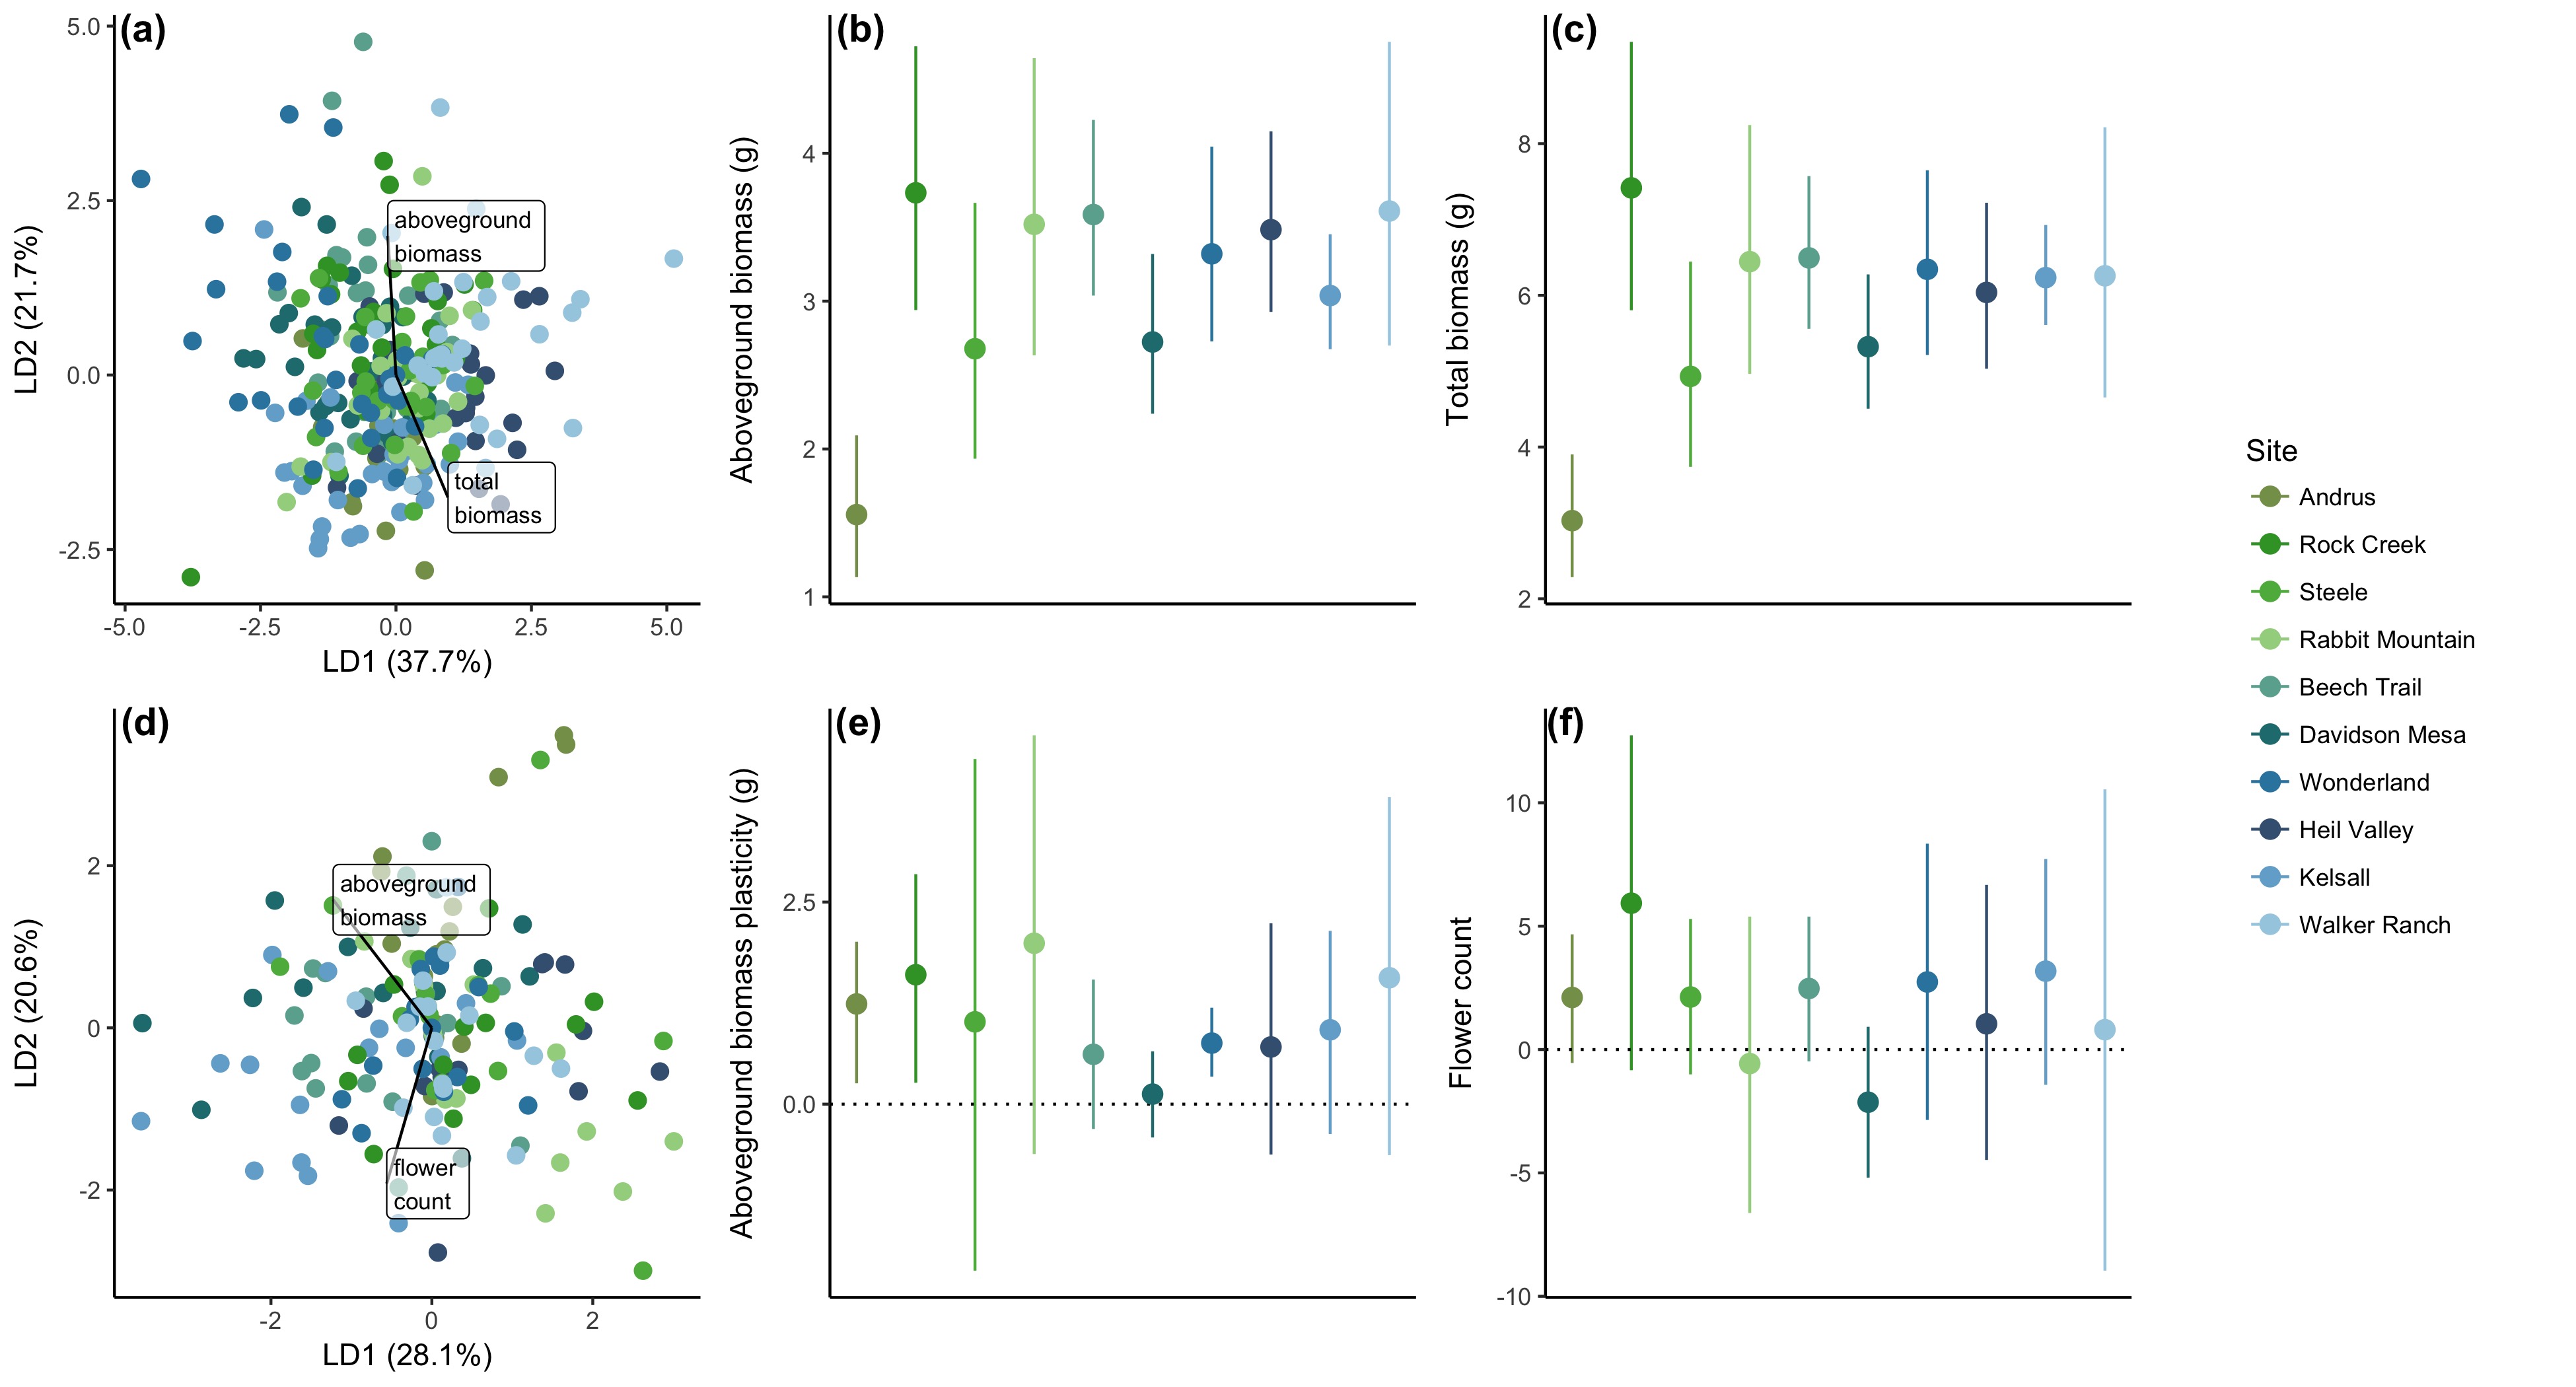 (a)
5.0
2.5
0.0
-2.5
LD2 (21.7%)
aboveground
biomass
total
biomass
-5.0 -2.5 0.0 2.5 5.0
LD1 (37.7%)
(b)
Aboveground biomass (g)
4
3
2
1
(c)
Total biomass (g)
8
6
4
2
(d)
LD2 (20.6%)
2
0
-2
aboveground
biomass
flower
count
-2 0 2
LD1 (28.1%)
(e)
Aboveground biomass plasticity (g)
2.5
0.0
(f)
Flower count
10
5
0
-5
-10
Site
Andrus
Rock Creek
Steele
Rabbit Mountain
Beech Trail
Davidson Mesa
Wonderland
Heil Valley
Kelsall
Walker Ranch